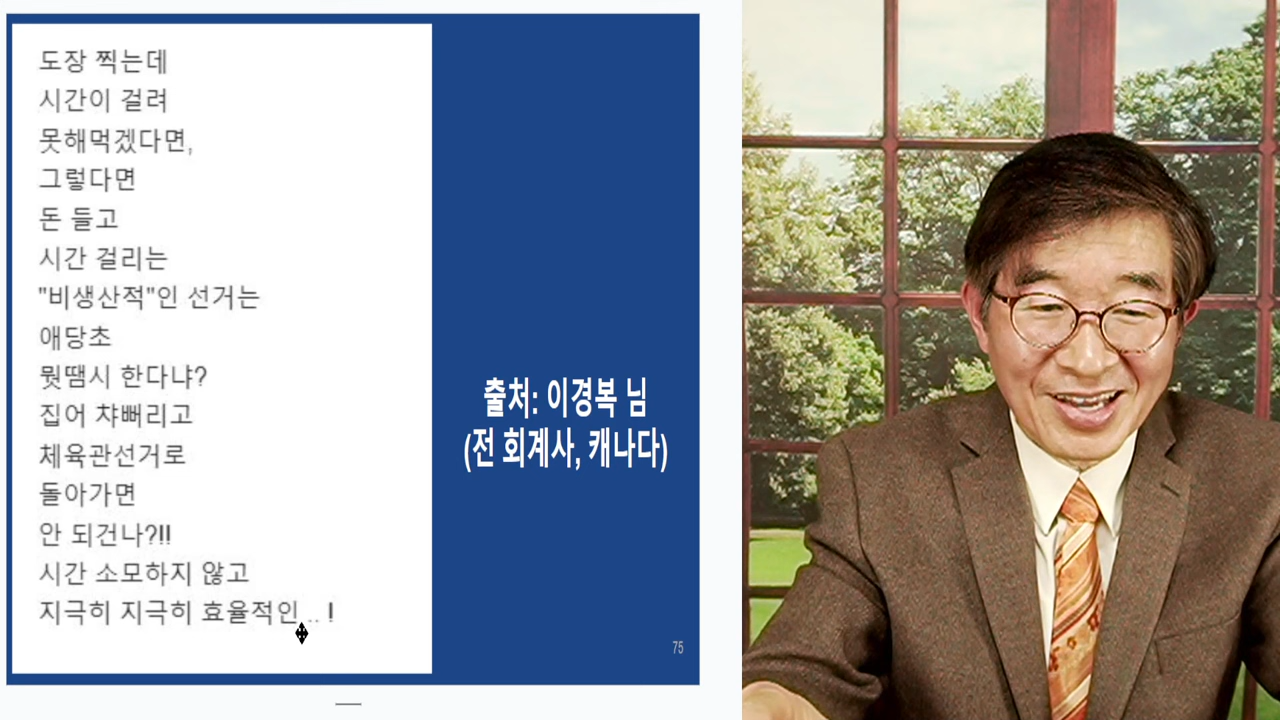 도장 찍는데
시간이 걸려
못해먹겠다면,
그렇다면
돈 들고
시간 걸리는
"비생산적"인 선거는
애당초
뭣땜시 한다냐?
집어 챠뻐리고
체육관선거로
돌아가면
안 되건나?!!
시간 소모하지 않고
지극히 지극히 효율적인... !
출처: 이경복 님
(전 회계사, 캐나다)
75